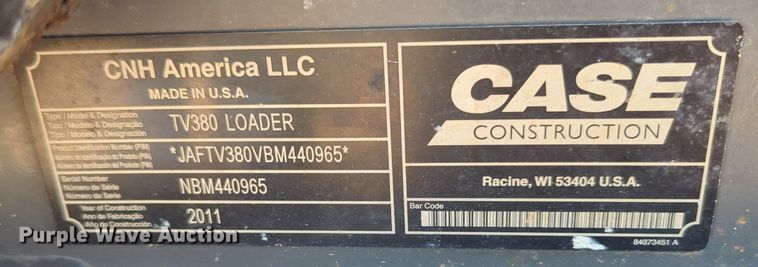 CNH America LLC
MADE IN U.S.A.
Type / Model & Designation
Tipo / Modelo & Designação
Tipo / Modelo & Designación
TV380 LOADER
Product Identification Number (PIN)
Número da Identificação do Produto (PIN)
Número de Identificación del Producto (PIN)
*JAFTV380VBM440965*
Serial Number
Número de Série
Número de Serie
NBM440965
Year of Construction
Ano de Fabricação
Año de Construcción
2011
CASE
CONSTRUCTION
Racine, WI 53404 U.S.A.
Bar Code
84373451 A
Purple Wave Auction